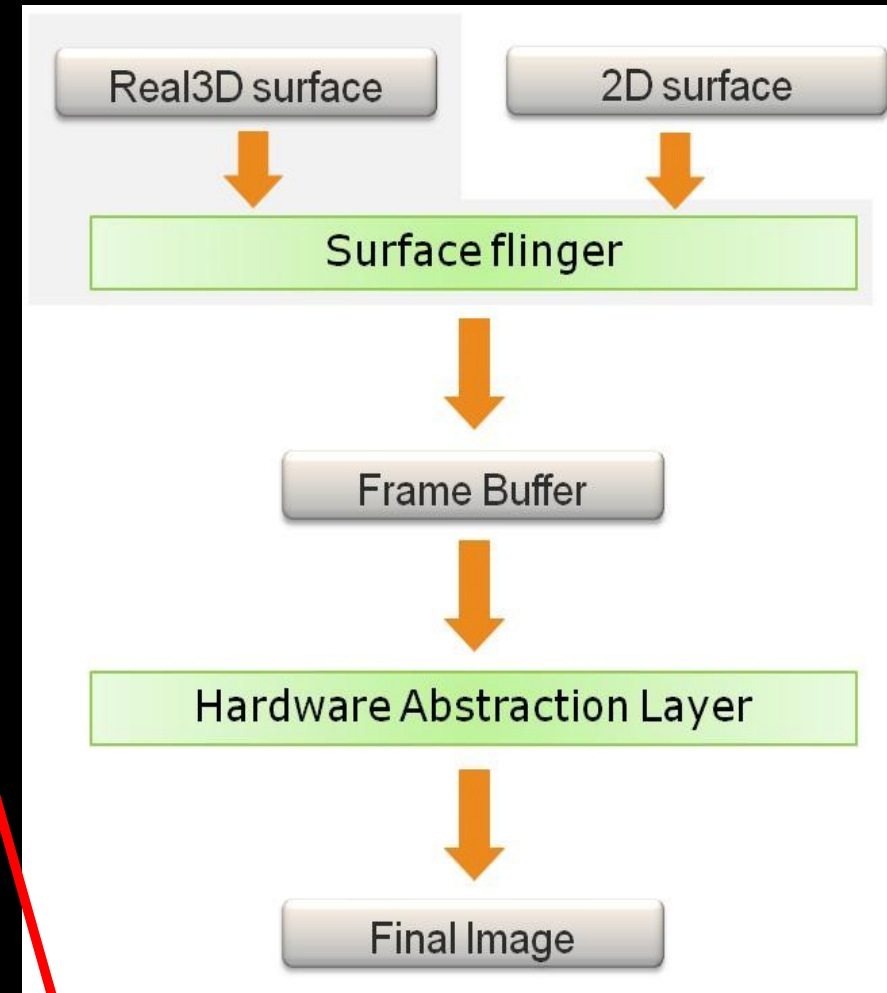 Real3D surface
2D surface
Surface flinger
Frame Buffer
Hardware Abstraction Layer
Final Image